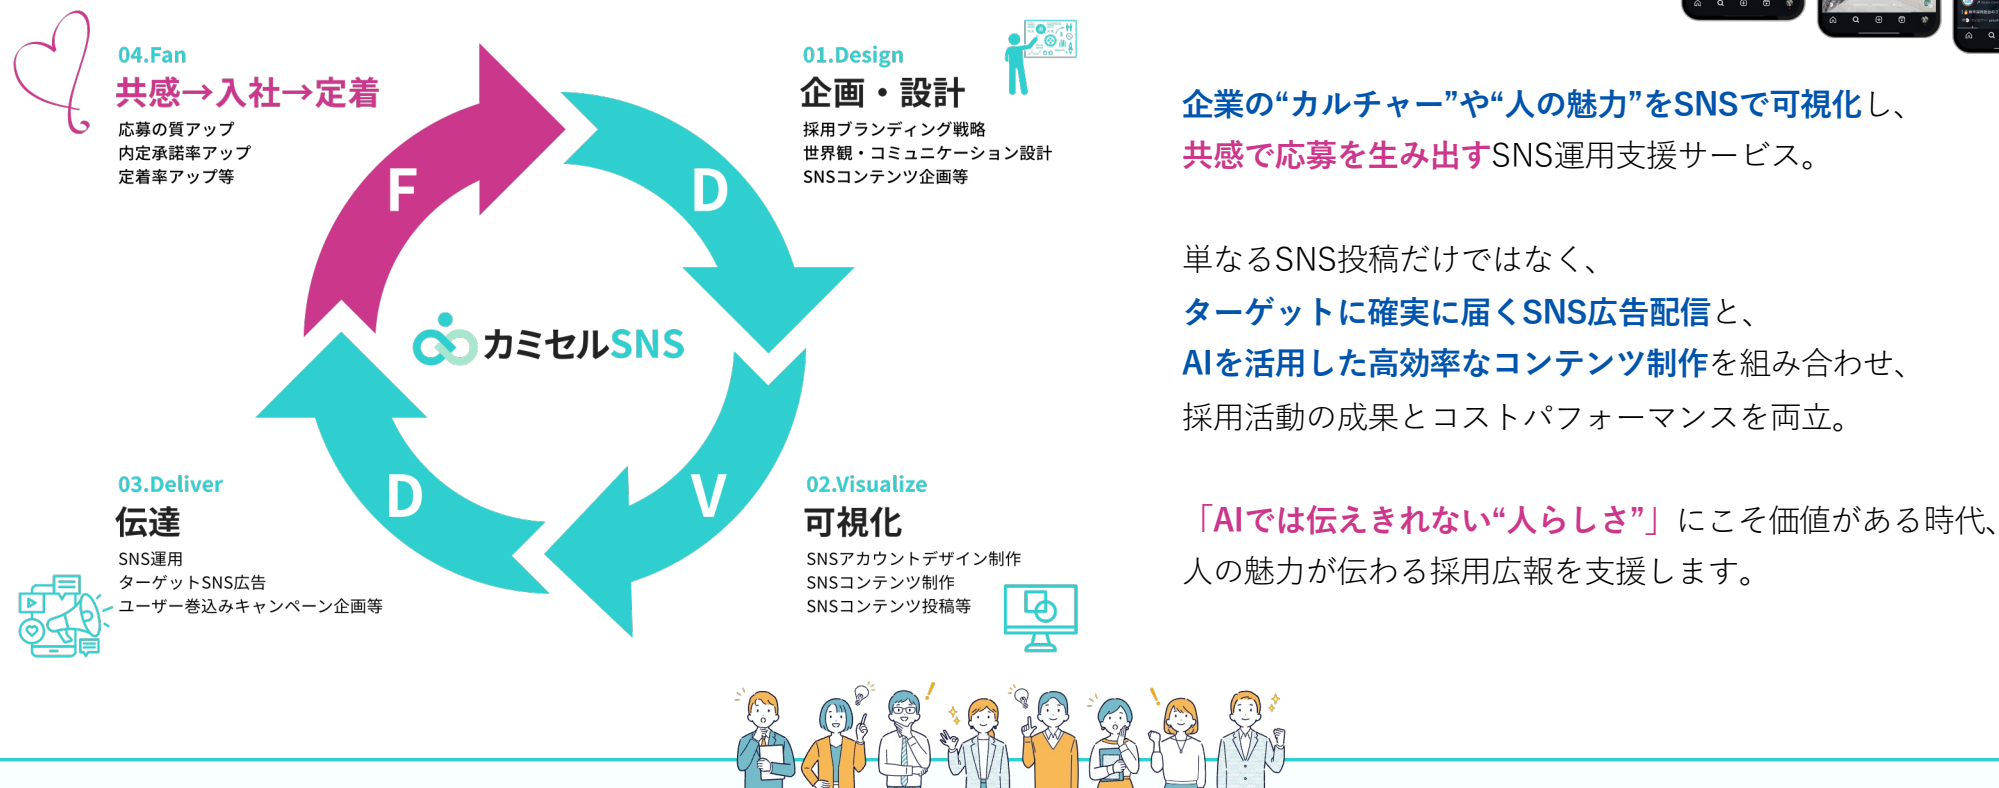 04.Fan
共感→入社→定着
応募の質アップ
内定承諾率アップ
定着率アップ等
01.Design
企画・設計
採用ブランディング戦略
世界観・コミュニケーション設計
SNSコンテンツ企画等
F
D
カミセルSNS
D
V
03.Deliver
伝達
SNS運用
ターゲットSNS広告
ユーザー巻込みキャンペーン企画等
02.Visualize
可視化
SNSアカウントデザイン制作
SNSコンテンツ制作
SNSコンテンツ投稿等
企業の“カルチャー”や“人の魅力”をSNSで可視化し、
共感で応募を生み出すSNS運用支援サービス。
単なるSNS投稿だけではなく、
ターゲットに確実に届くSNS広告配信と、
AIを活用した高効率なコンテンツ制作を組み合わせ、
採用活動の成果とコストパフォーマンスを両立。
「AIでは伝えきれない“人らしさ”」にこそ価値がある時代、
人の魅力が伝わる採用広報を支援します。